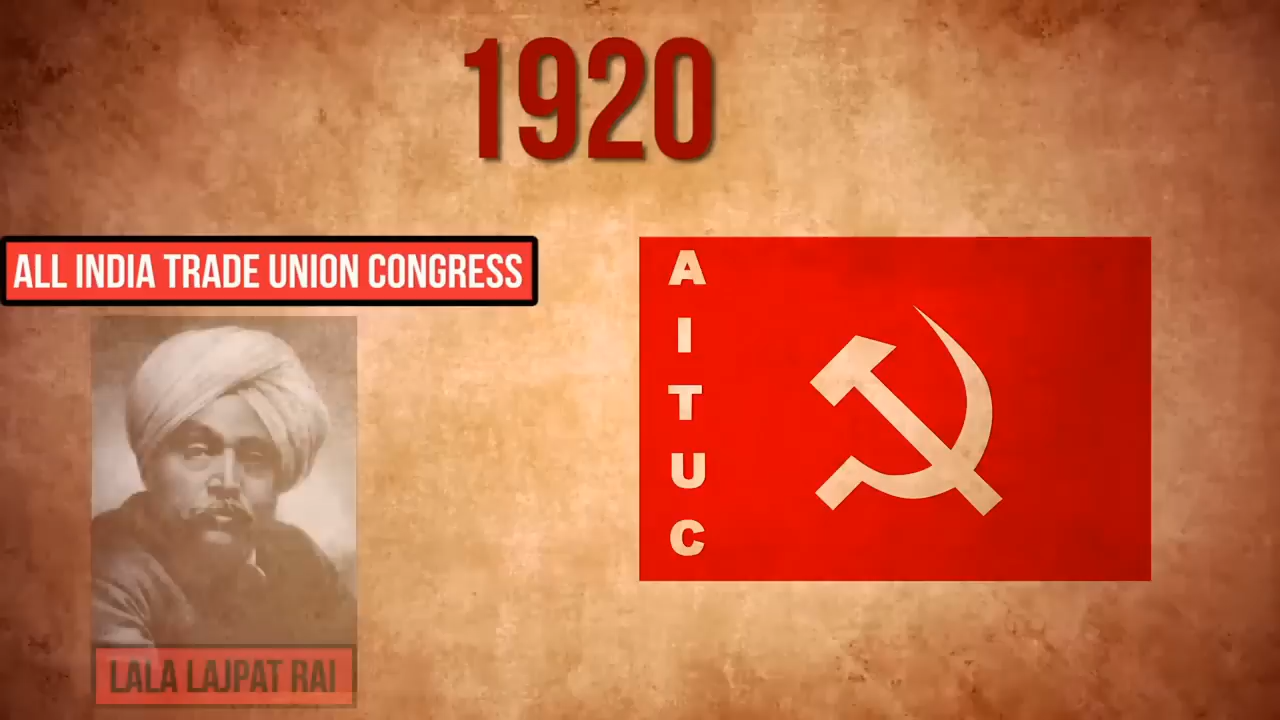 1920
ALL INDIA TRADE UNION CONGRESS
A
I
T
U
C
LALA LAJPAT RAI